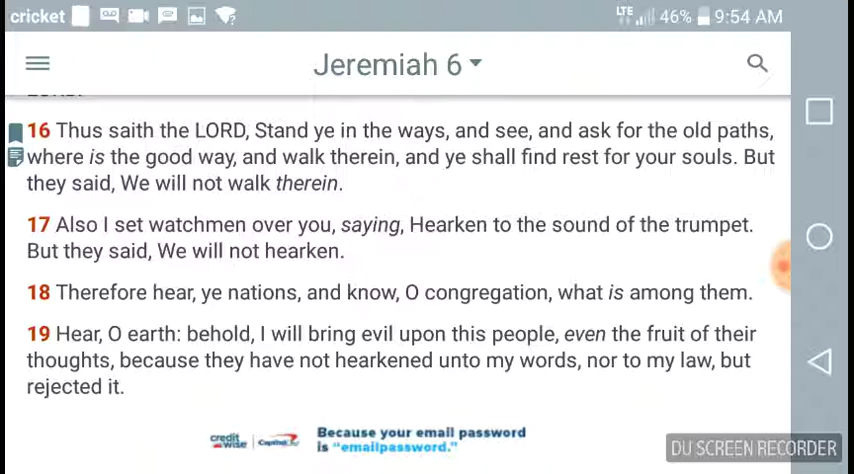 cricket LTE 46% 9:54 AM
Jeremiah 6
LORD.
16 Thus saith the LORD, Stand ye in the ways, and see, and ask for the old paths,
where is the good way, and walk therein, and ye shall find rest for your souls. But
they said, We will not walk therein.
17 Also I set watchmen over you, saying, Hearken to the sound of the trumpet.
But they said, We will not hearken.
18 Therefore hear, ye nations, and know, O congregation, what is among them.
19 Hear, O earth: behold, I will bring evil upon this people, even the fruit of their
thoughts, because they have not hearkened unto my words, nor to my law, but
rejected it.
credit wise Capital One
Because your email password
is "emailpassword."
DU SCREEN RECORDER